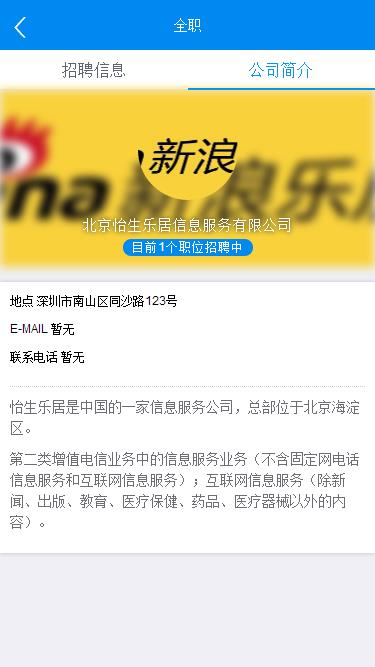 全职
招聘信息 公司简介
新浪
na 新浪乐
北京怡生乐居信息服务有限公司
目前1个职位招聘中
地点 深圳市南山区同沙路123号
E-MAIL 暂无
联系电话 暂无
怡生乐居是中国的一家信息服务公司，总部位于北京海淀
区。
第二类增值电信业务中的信息服务业务（不含固定网电话
信息服务和互联网信息服务）；互联网信息服务（除新
闻、出版、教育、医疗保健、药品、医疗器械以外的内
容）。